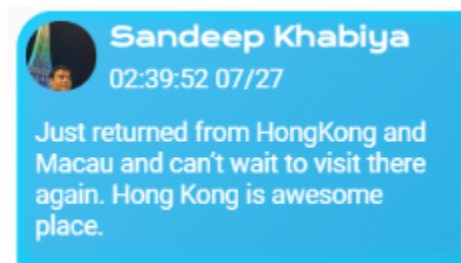 Sandeep Khabiya
02:39:52 07/27
Just returned from HongKong and
Macau and can't wait to visit there
again. Hong Kong is awesome
place.